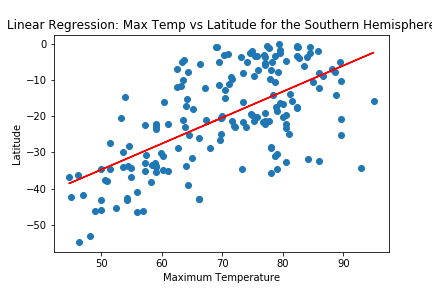 Linear Regression: Max Temp vs Latitude for the Southern Hemisphere
0
−10
−20
−30
−40
−50
Latitude
50 60 70 80 90
Maximum Temperature